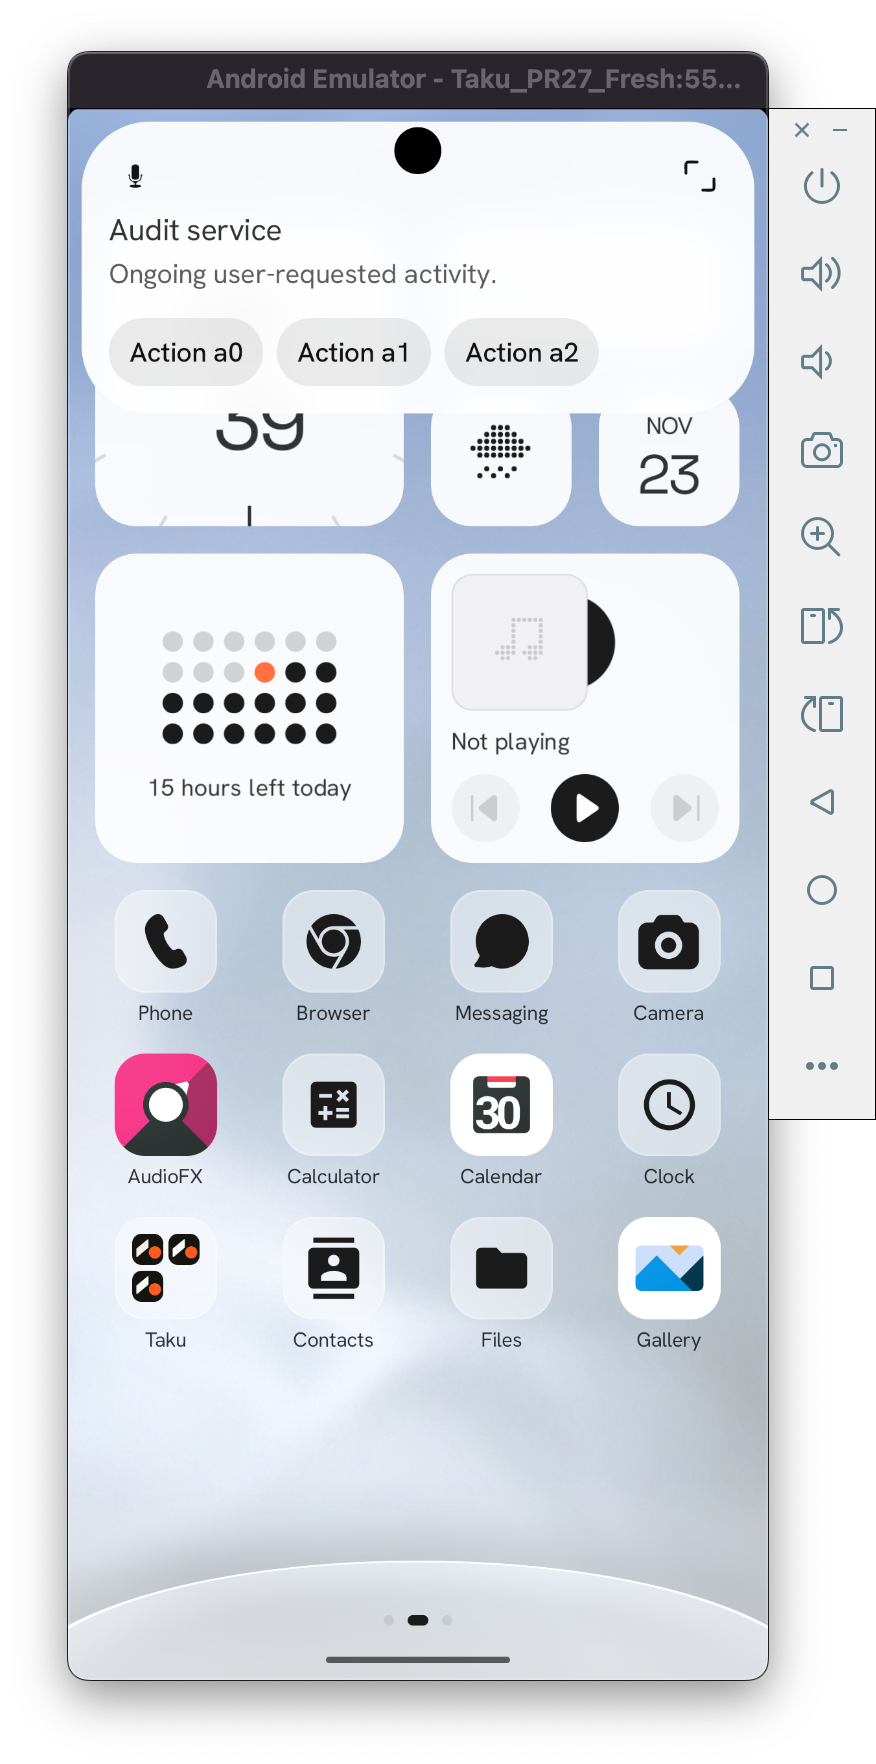 Android Emulator - Taku_PR27_Fresh:55...
Audit service
Ongoing user-requested activity.
Action a0
Action a1
Action a2
39
NOV
23
15 hours left today
Not playing
Phone
Browser
Messaging
Camera
30
AudioFX
Calculator
Calendar
Clock
Taku
Contacts
Files
Gallery